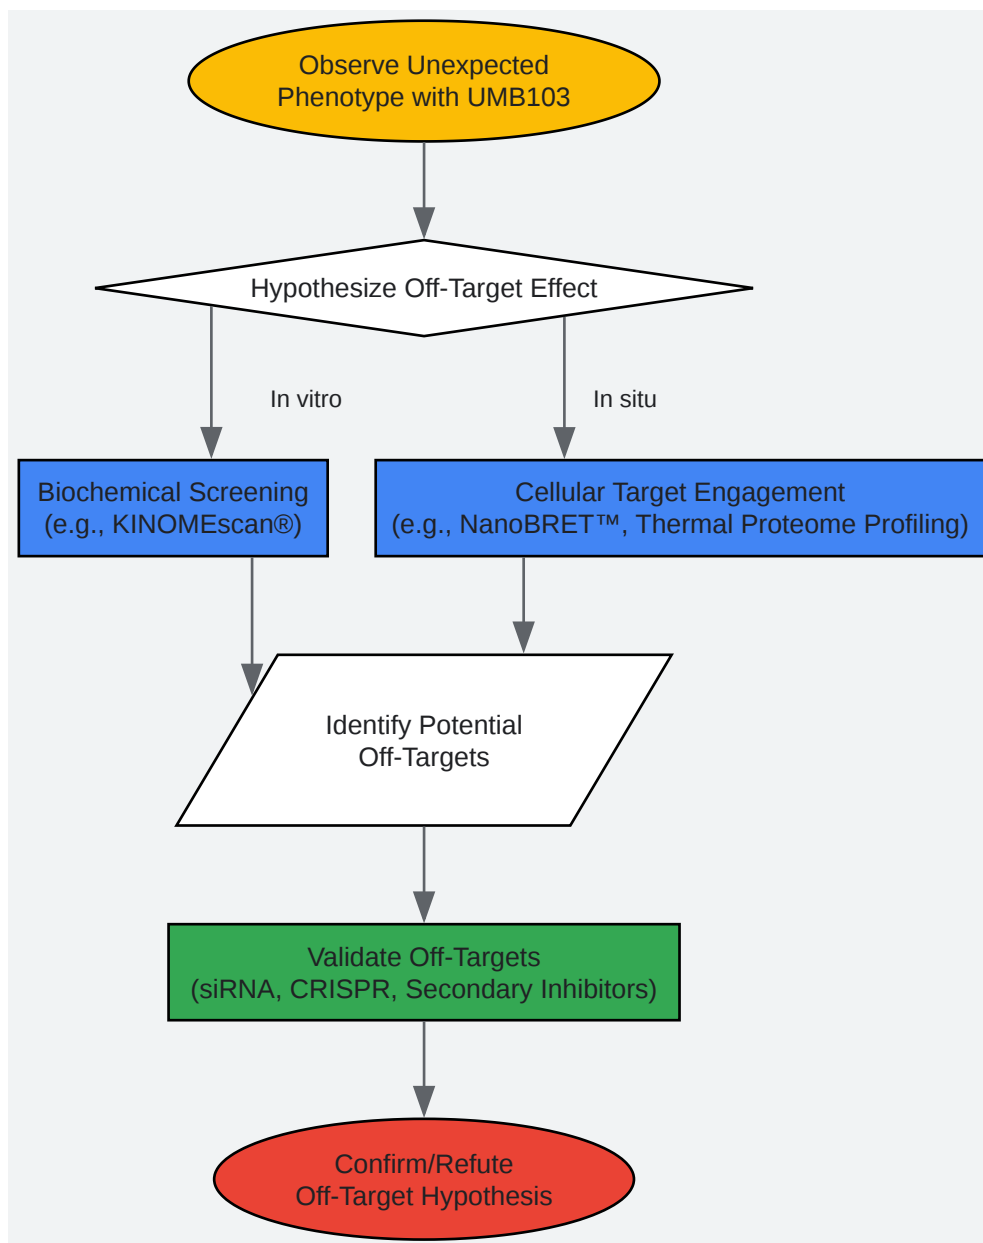 Observe Unexpected
Phenotype with UMB103
Hypothesize Off-Target Effect
In vitro
In situ
Biochemical Screening
(e.g., KINOMEscan®)
Cellular Target Engagement
(e.g., NanoBRET™, Thermal Proteome Profiling)
Identify Potential
Off-Targets
Validate Off-Targets
(siRNA, CRISPR, Secondary Inhibitors)
Confirm/Refute
Off-Target Hypothesis